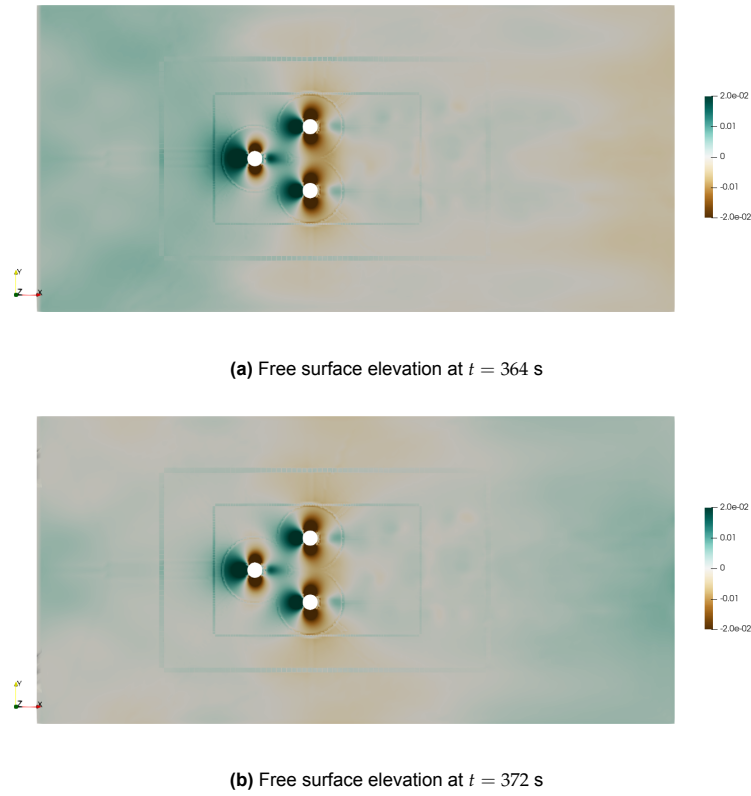 2.0e-02
0.01
0
-0.01
-2.0e-02
Y
Z X
(a) Free surface elevation at t = 364 s
2.0e-02
0.01
0
-0.01
-2.0e-02
Y
Z X
(b) Free surface elevation at t = 372 s